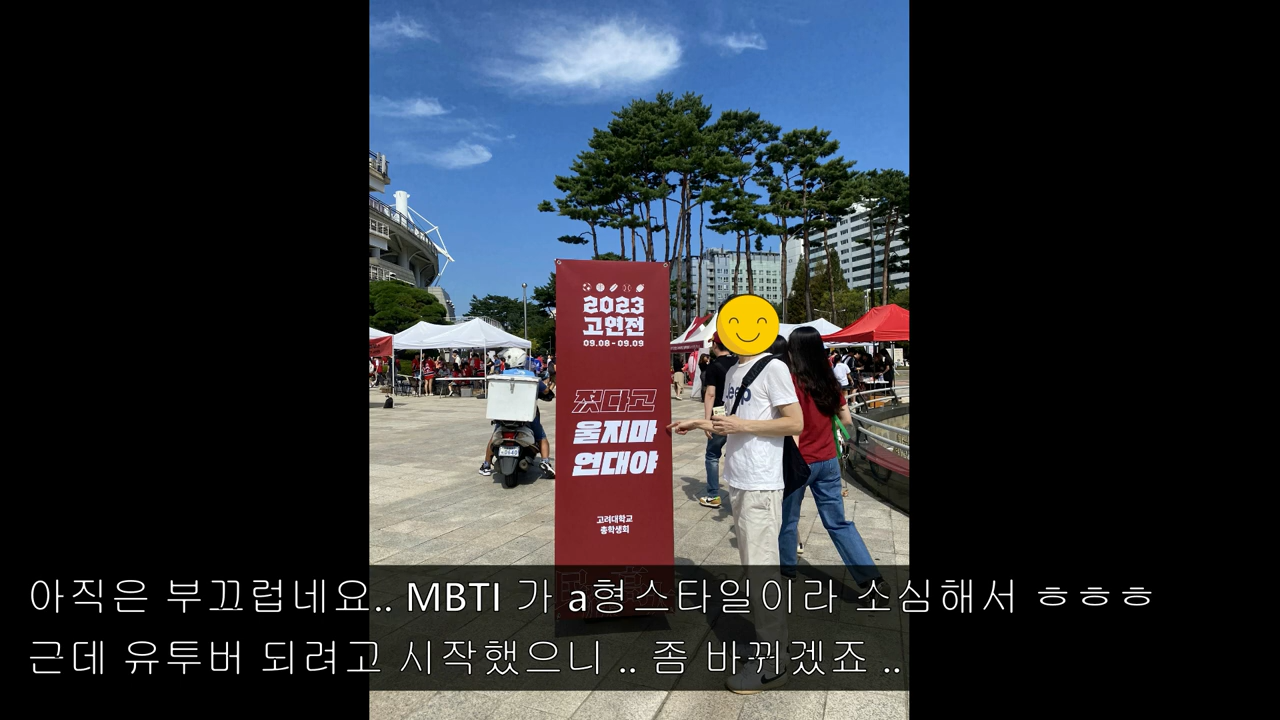 2023
고연전
09.08-09.09
졌다고
울지마
연대야
고려대학교
총학생회
아직은 부끄럽네요.. MBTI 가 a형스타일이라 소심해서 ㅎㅎㅎ
근데 유투버 되려고 시작했으니 .. 좀 바뀌겠죠 ..